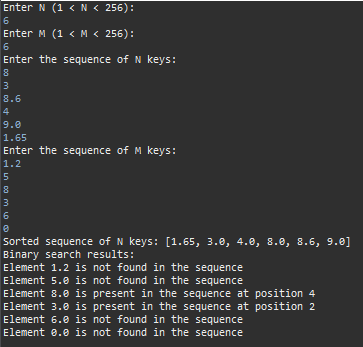 Enter N (1 < N < 256):
6
Enter M (1 < M < 256):
6
Enter the sequence of N keys:
8
3
8.6
4
9.0
1.65
Enter the sequence of M keys:
1.2
5
8
3
6
0
Sorted sequence of N keys: [1.65, 3.0, 4.0, 8.0, 8.6, 9.0]
Binary search results:
Element 1.2 is not found in the sequence
Element 5.0 is not found in the sequence
Element 8.0 is present in the sequence at position 4
Element 3.0 is present in the sequence at position 2
Element 6.0 is not found in the sequence
Element 0.0 is not found in the sequence